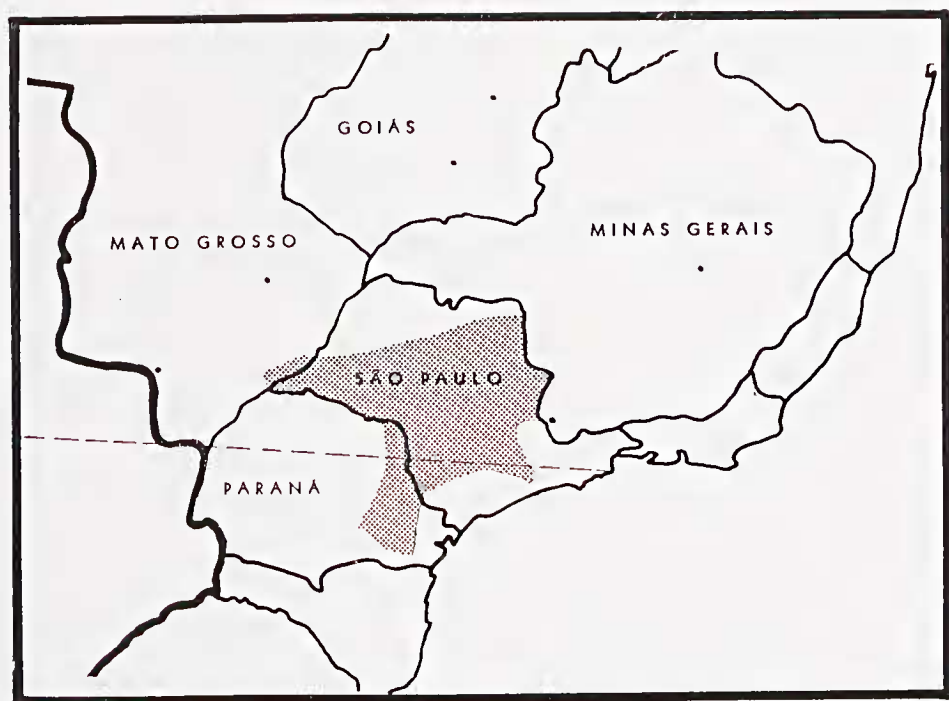 GOIÁS
MINAS GERAIS
MATO GROSSO
SÃO PAULO
PARANÁ